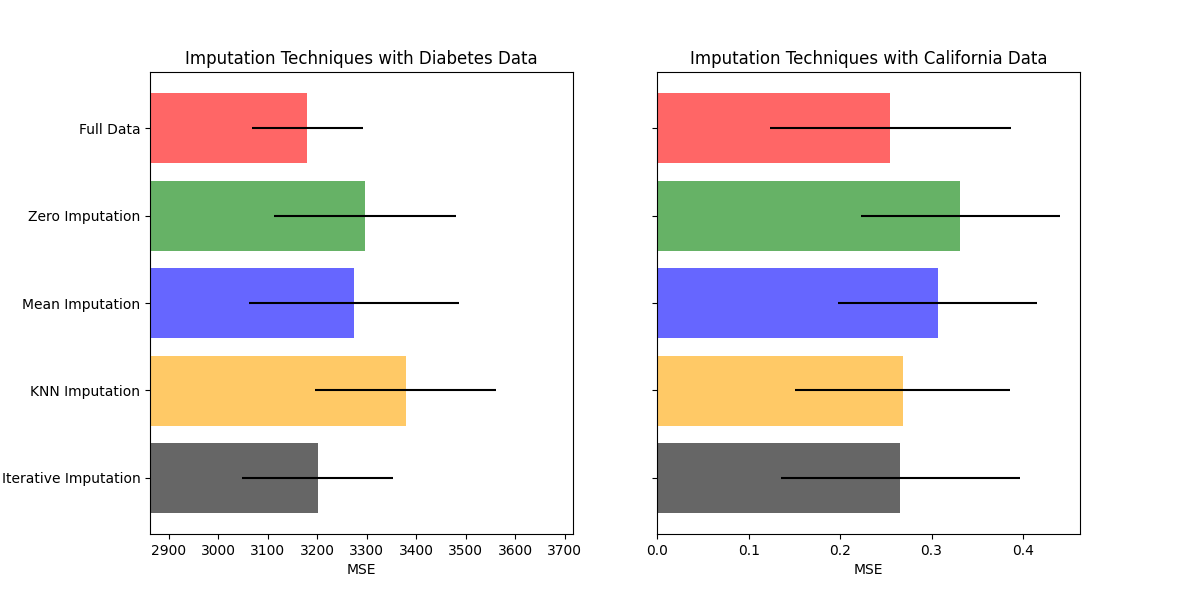 Imputation Techniques with Diabetes Data
Full Data
Zero Imputation
Mean Imputation
KNN Imputation
Iterative Imputation
2900 3000 3100 3200 3300 3400 3500 3600 3700
MSE
Imputation Techniques with California Data
0.0 0.1 0.2 0.3 0.4
MSE